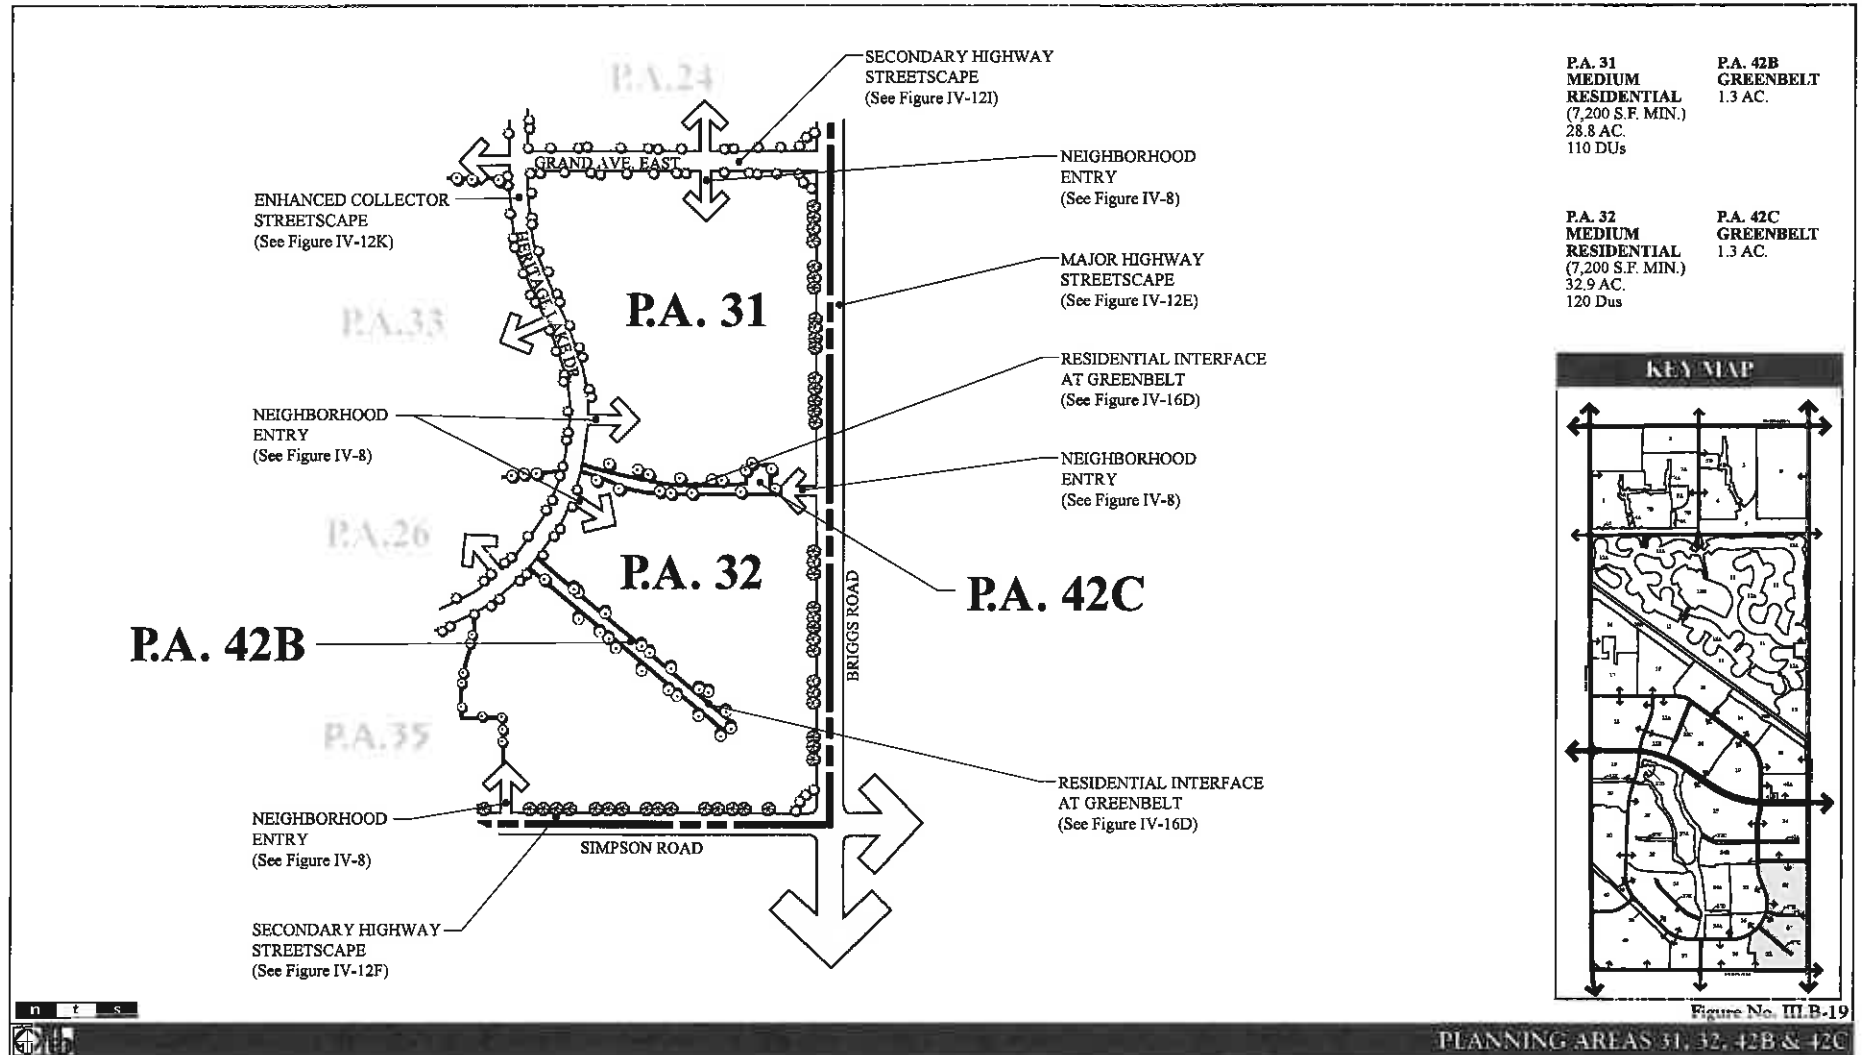 P.A.24
SECONDARY HIGHWAY
STREETSCAPE
(See Figure IV-12I)
P.A. 31
MEDIUM
RESIDENTIAL
(7,200 S.F. MIN.)
28.8 AC.
110 DUs
P.A. 42B
GREENBELT
1.3 AC.
GRAND AVE. EAST
NEIGHBORHOOD
ENTRY
(See Figure IV-8)
ENHANCED COLLECTOR
STREETSCAPE
(See Figure IV-12K)
P.A. 32
MEDIUM
RESIDENTIAL
(7,200 S.F. MIN.)
32.9 AC.
120 Dus
P.A. 42C
GREENBELT
1.3 AC.
HERITAGE LAKE DR
MAJOR HIGHWAY
STREETSCAPE
(See Figure IV-12E)
P.A. 31
P.A.33
RESIDENTIAL INTERFACE
AT GREENBELT
(See Figure IV-16D)
KEY MAP
NEIGHBORHOOD
ENTRY
(See Figure IV-8)
NEIGHBORHOOD
ENTRY
(See Figure IV-8)
P.A.26
P.A. 32
P.A. 42C
BRIGGS ROAD
P.A. 42B
P.A.35
RESIDENTIAL INTERFACE
AT GREENBELT
(See Figure IV-16D)
NEIGHBORHOOD
ENTRY
(See Figure IV-8)
SIMPSON ROAD
SECONDARY HIGHWAY
STREETSCAPE
(See Figure IV-12F)
n t s
Figure No. III.B-19
PLANNING AREAS 31, 32, 42B & 42C